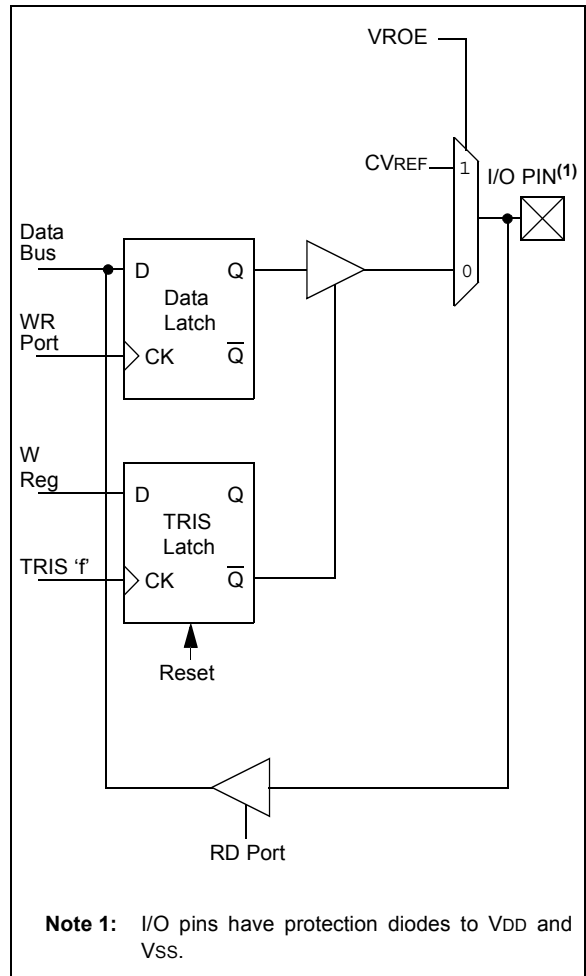 VROE
CVREF
1
I/O PIN(1)
0
Data
Bus
D
Q
Data
Latch
WR
Port
CK
Q
W
Reg
D
Q
TRIS
Latch
TRIS 'f'
CK
Q
Reset
RD Port
Note 1: I/O pins have protection diodes to VDD and
VSS.